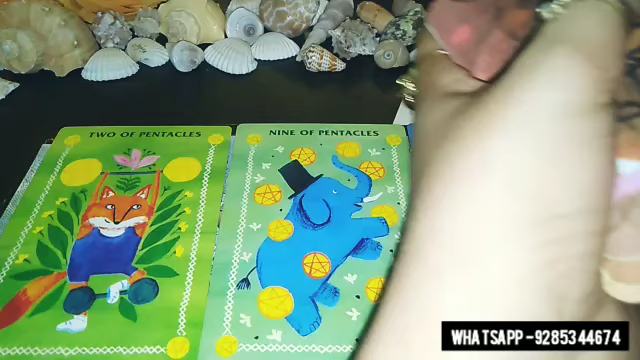 TWO OF PENTACLES
NINE OF PENTACLES
WHATSAPP -9285344674